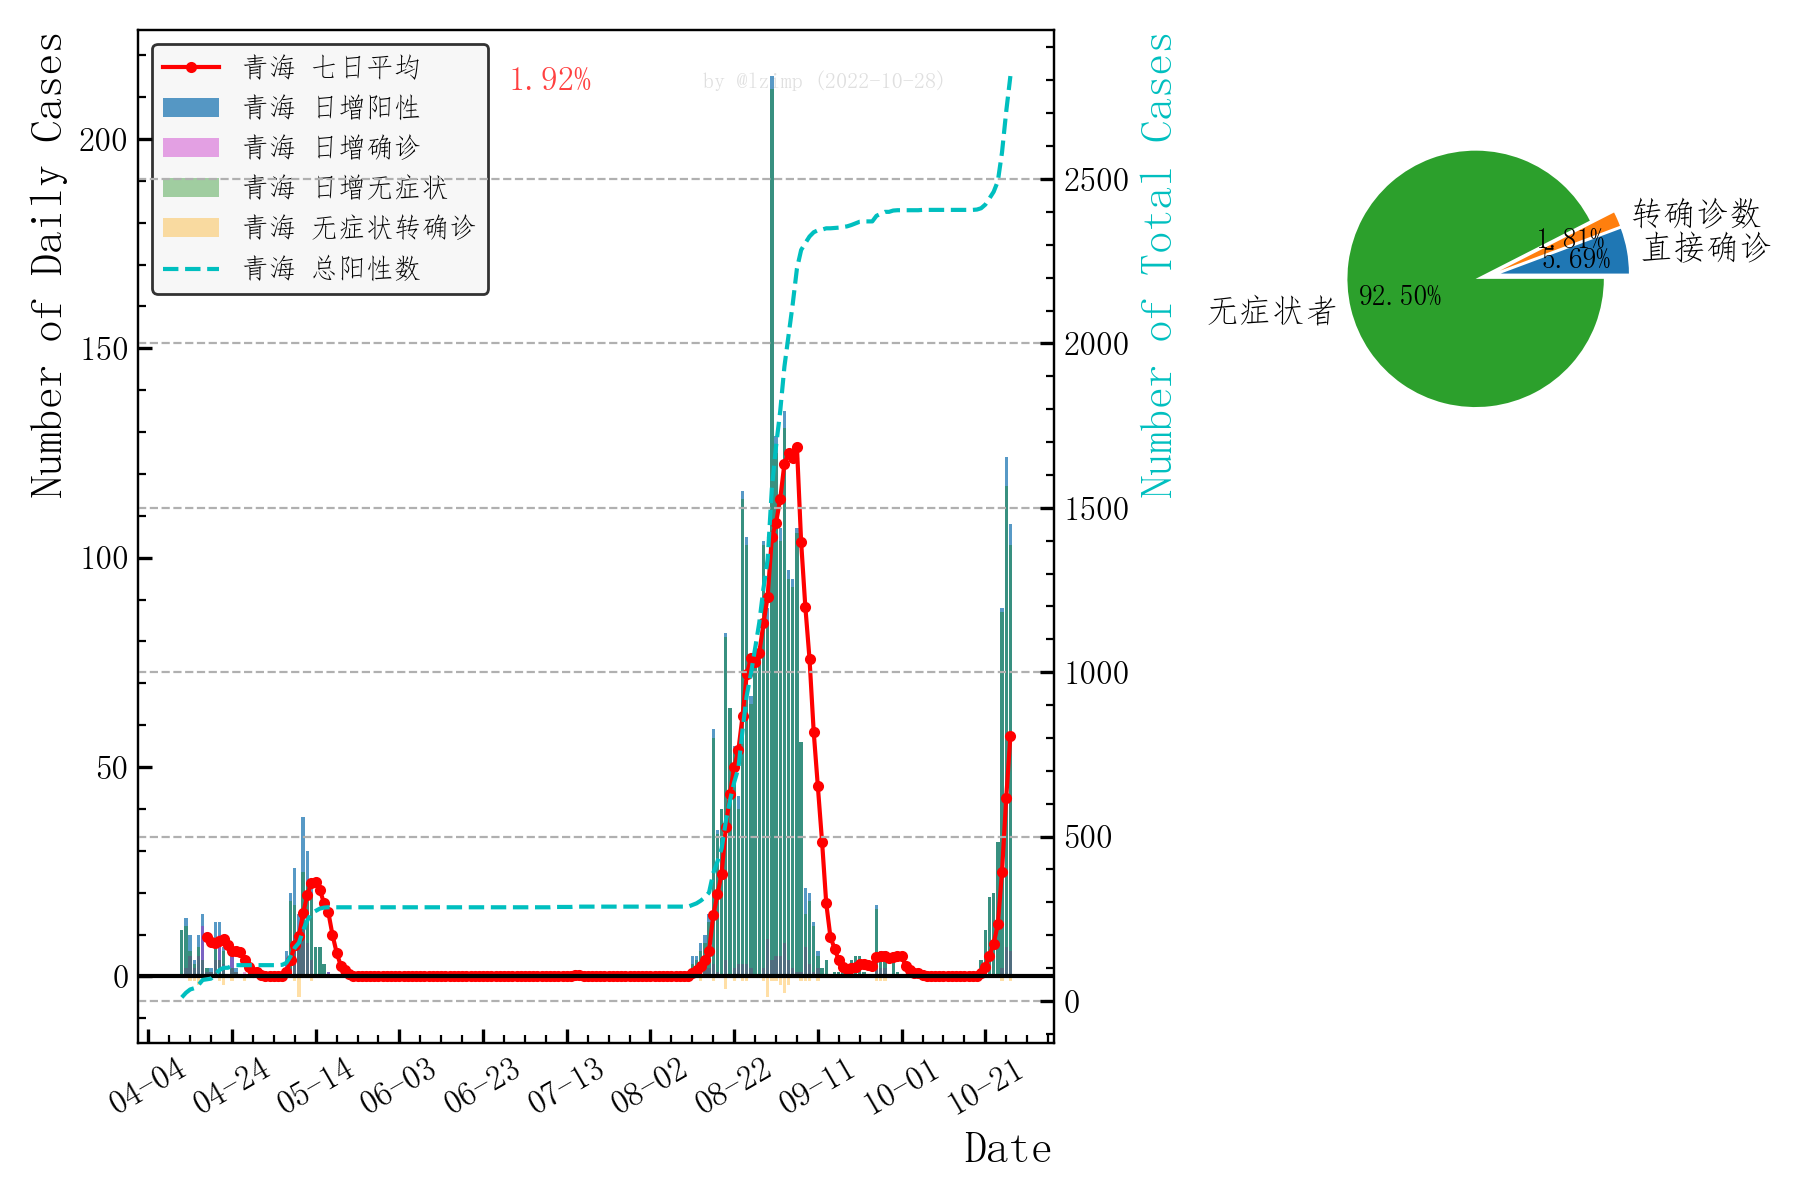 Number of Daily Cases
200
150
100
50
0
青海 七日平均
青海 日增阳性
青海 日增确诊
青海 日增无症状
青海 无症状转确诊
青海 总阳性数
1.92%
by @lzlmp (2022-10-28)
2500
2000
1500
1000
500
0
Number of Total Cases
04-04
04-24
05-14
06-03
06-23
07-13
08-02
08-22
09-11
10-01
10-21
Date
转确诊数
1.81%
直接确诊
5.69%
92.50%
无症状者